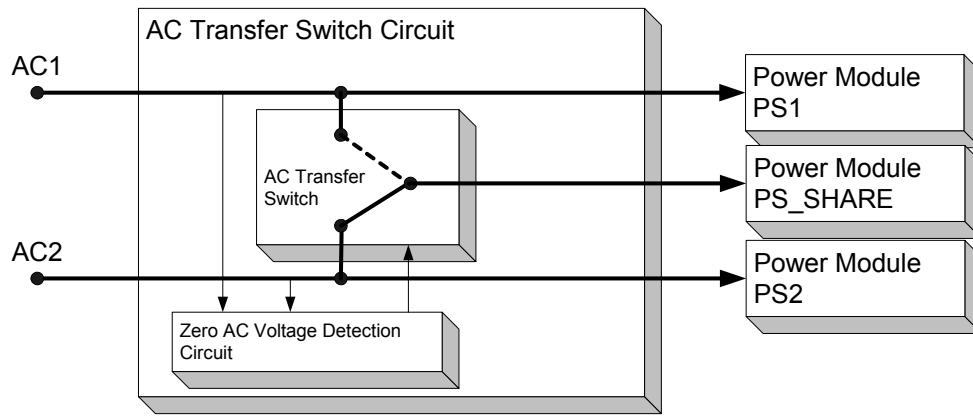 AC Transfer Switch Circuit
AC1
Power Module
PS1
AC Transfer
Switch
Power Module
PS_SHARE
AC2
Power Module
PS2
Zero AC Voltage Detection
Circuit